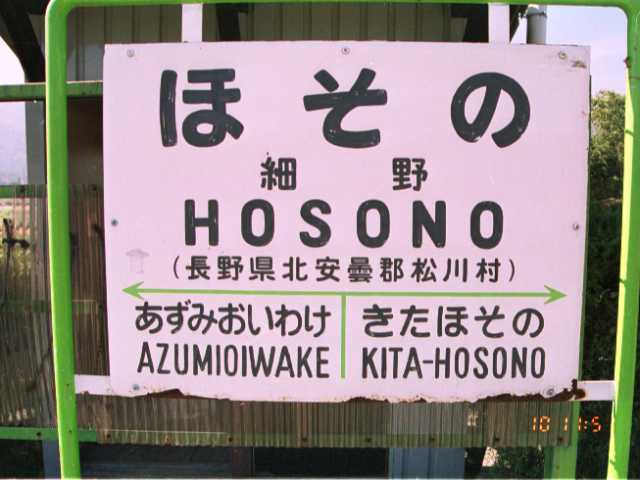 ほその
細野
HOSONO
(長野県北安曇郡松川村)
あずみおいわけ きたほその
AZUMIOIWAKE KITA-HOSONO
10 11:5